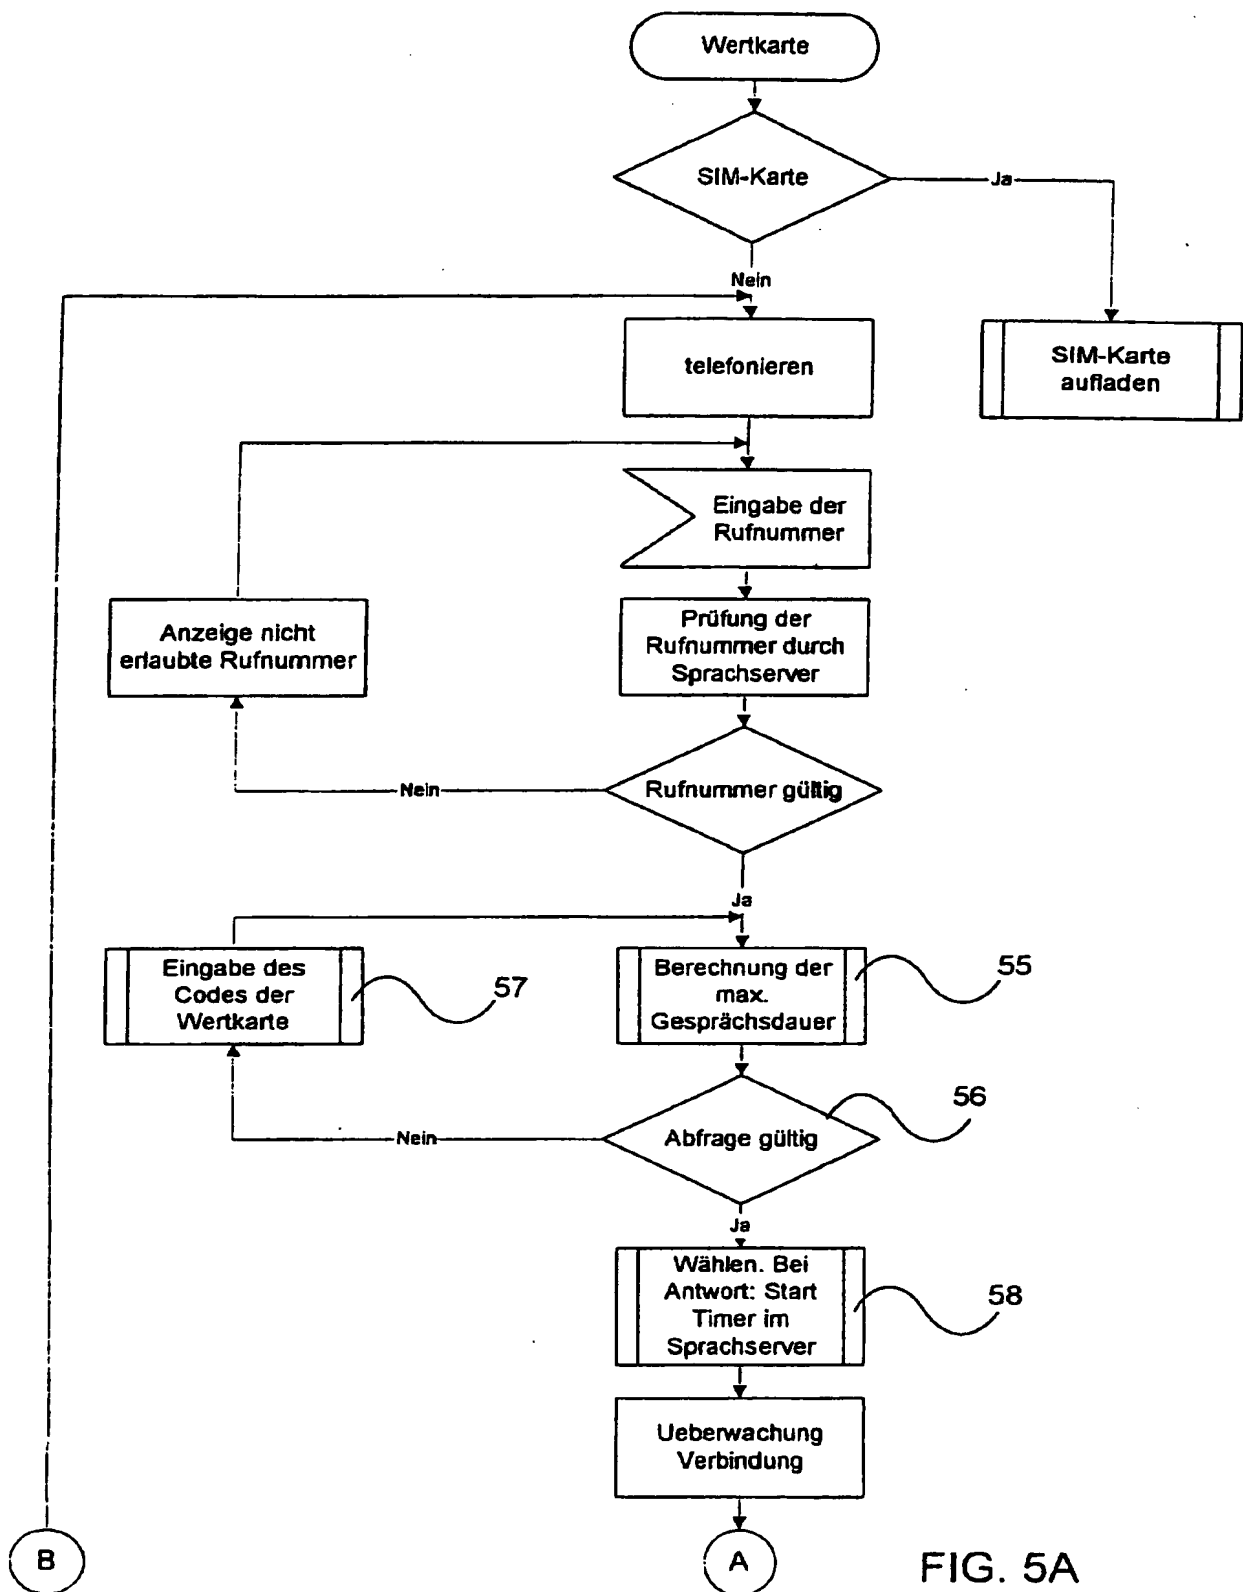 Wertkarte
SIM-Karte
Ja
Nein
telefonieren
SIM-Karte
aufladen
Eingabe der
Rufnummer
Anzeige nicht
erlaubte Rufnummer
Prüfung der
Rufnummer durch
Sprachserver
Nein
Rufnummer gültig
Ja
Eingabe des
Codes der
Wertkarte
57
Berechnung der
max.
Gesprächsdauer
55
56
Nein
Abfrage gültig
Ja
Wählen. Bei
Antwort: Start
Timer im
Sprachserver
58
Ueberwachung
Verbindung
B
A
FIG. 5A